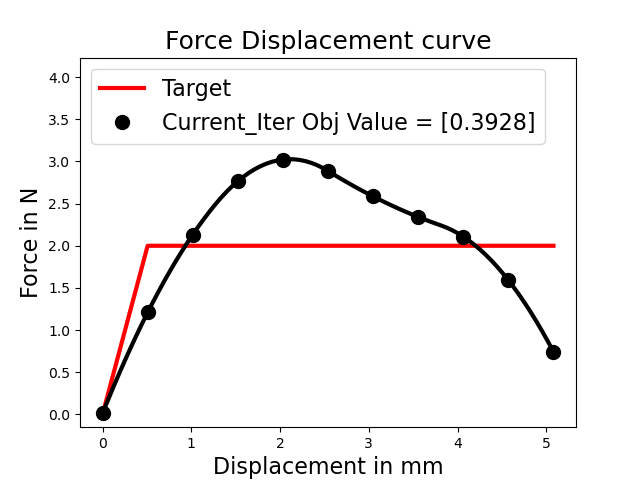 Force Displacement curve
Target
Current_Iter Obj Value = [0.3928]
4.0
3.5
3.0
2.5
2.0
1.5
1.0
0.5
0.0
Force in N
0 1 2 3 4 5
Displacement in mm